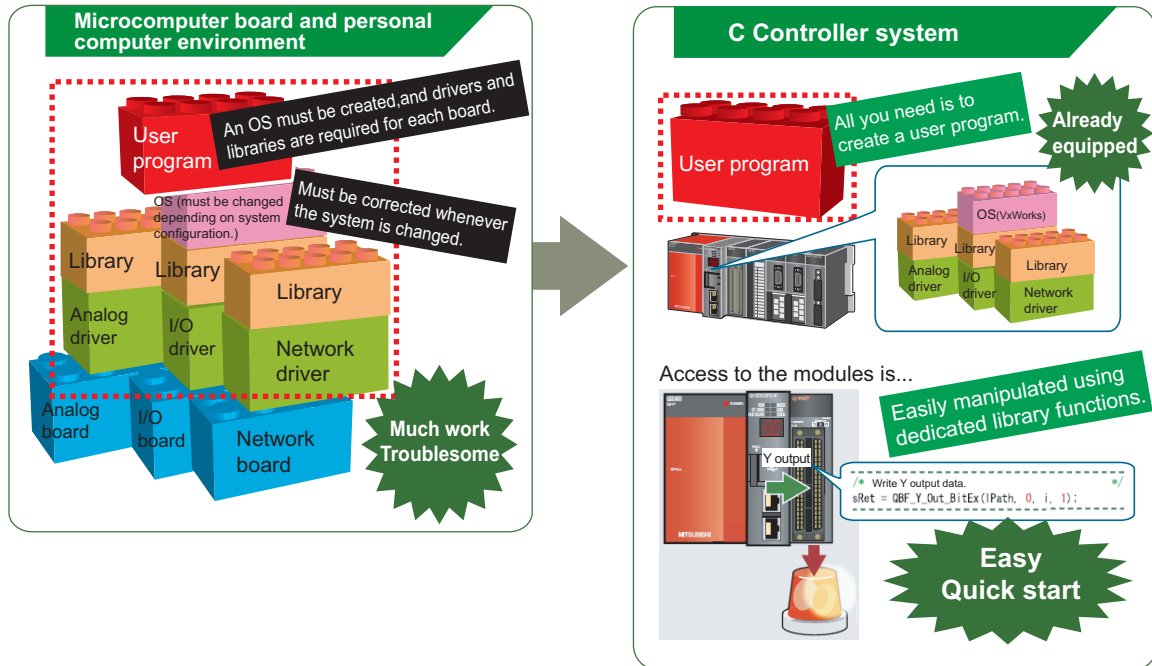 Microcomputer board and personal
computer environment
An OS must be created,and drivers and
libraries are required for each board.
User
program
OS (must be changed
depending on system
configuration.)
Must be corrected whenever
the system is changed.
Library
Library
Library
Analog
driver
I/O
driver
Network
driver
Analog
board
I/O
board
Network
board
Much work
Troublesome
C Controller system
User program
All you need is to
create a user program.
Already
equipped
OS(VxWorks)
Library
Library
Library
Analog
driver
I/O
driver
Network
driver
MITSUBISHI
Access to the modules is...
Easily manipulated using
dedicated library functions.
POWER
Y output
/* Write Y output data. */
sRet = QBF_Y_Out_BitEx(lPath, 0, i, 1);
MITSUBISHI
Easy
Quick start